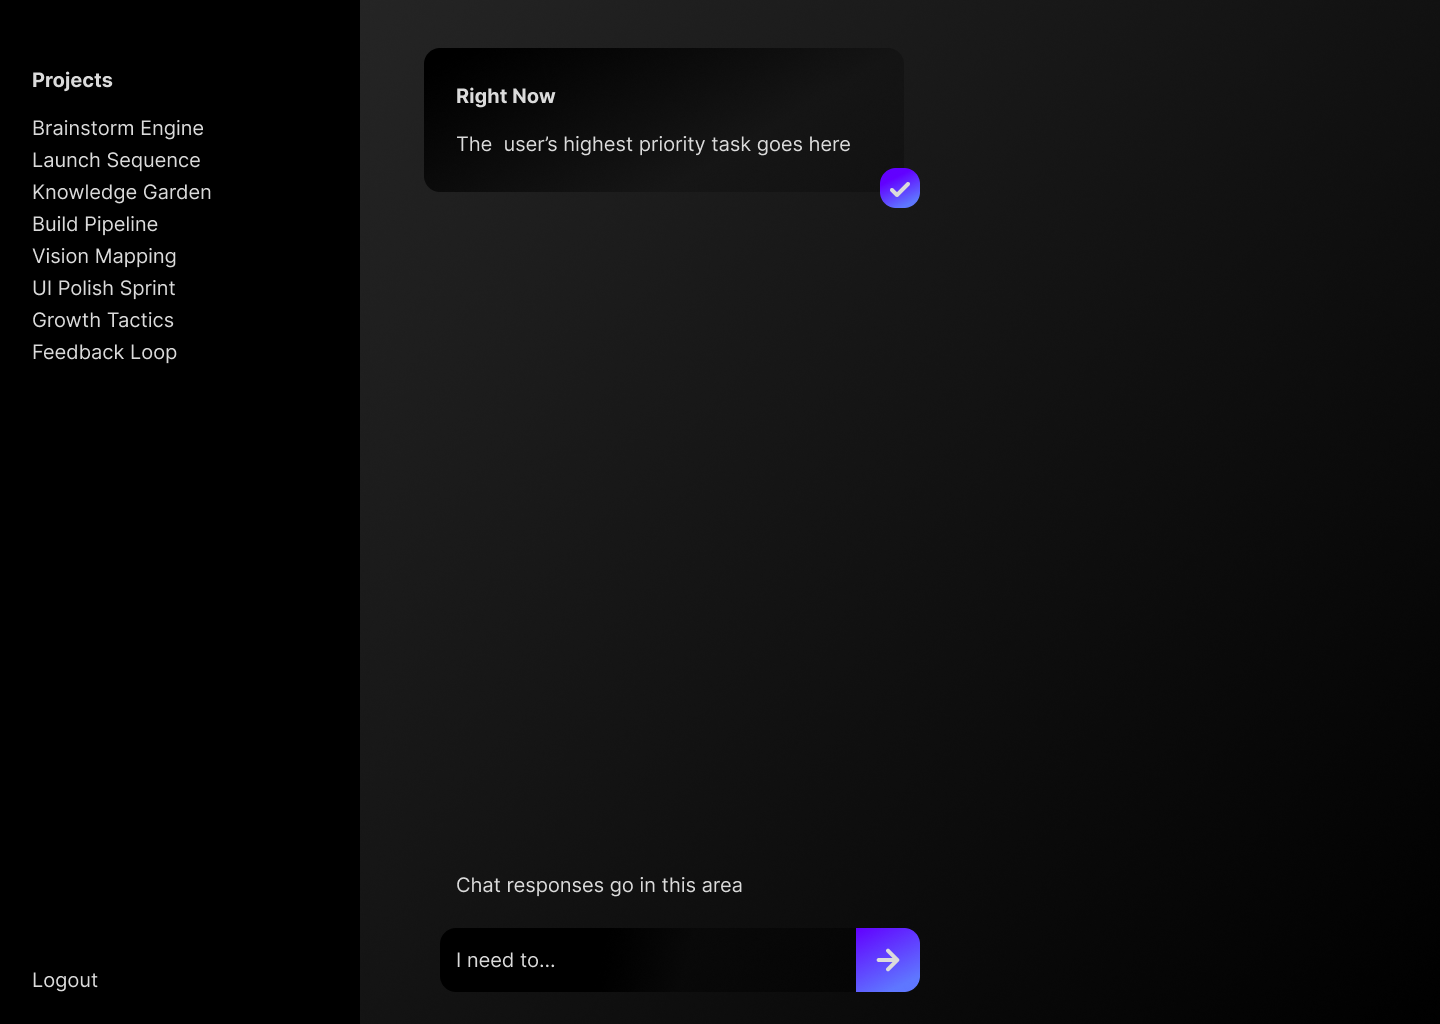 Projects
Brainstorm Engine
Launch Sequence
Knowledge Garden
Build Pipeline
Vision Mapping
UI Polish Sprint
Growth Tactics
Feedback Loop
Logout
Right Now
The  user’s highest priority task goes here
Chat responses go in this area
I need to...